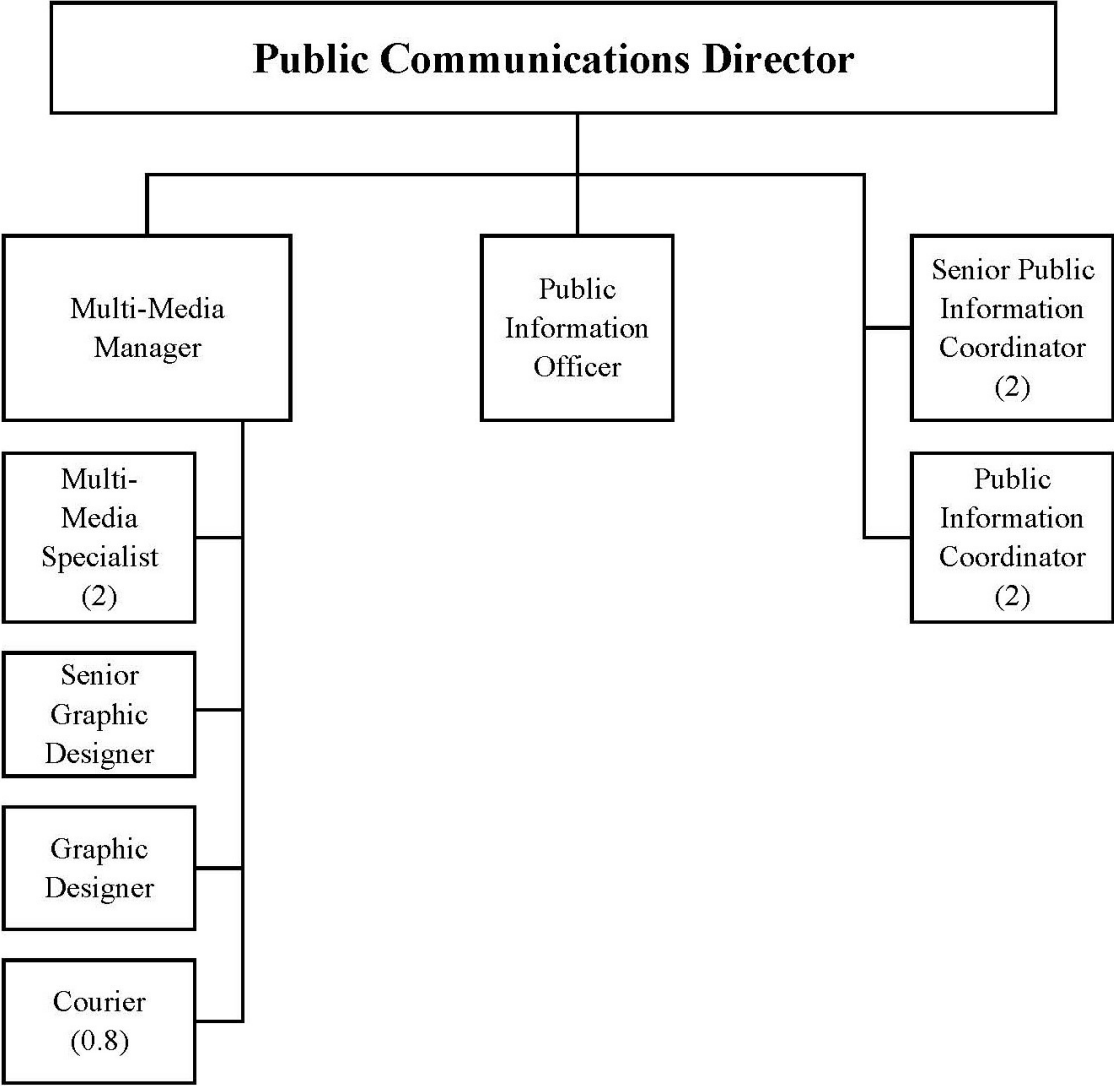 Public Communications Director
Multi-Media
Manager
Public
Information
Officer
Senior Public
Information
Coordinator
(2)
Multi-
Media
Specialist
(2)
Public
Information
Coordinator
(2)
Senior
Graphic
Designer
Graphic
Designer
Courier
(0.8)